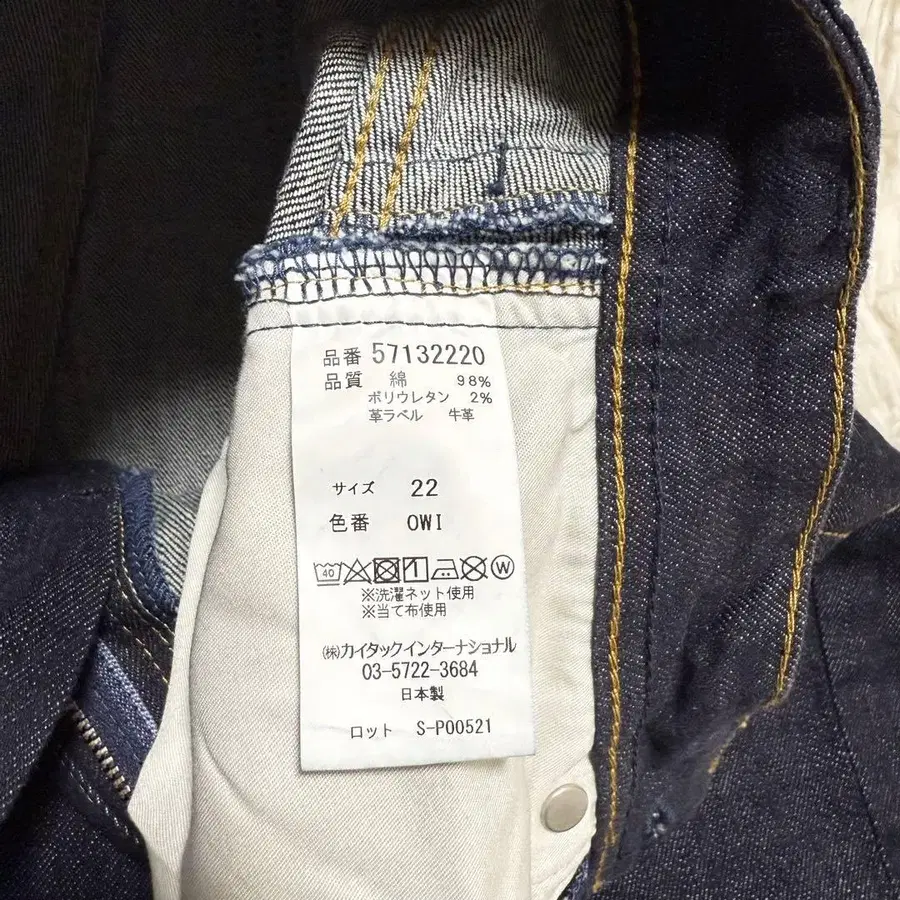 品番 57132220
品質 綿 98%
ポリウレタン 2%
革ラベル 牛革
サイズ 22
色番 OWI
40 W
※洗濯ネット使用
※当て布使用
㈱カイタックインターナショナル
03-5722-3684
日本製
ロット S-P00521